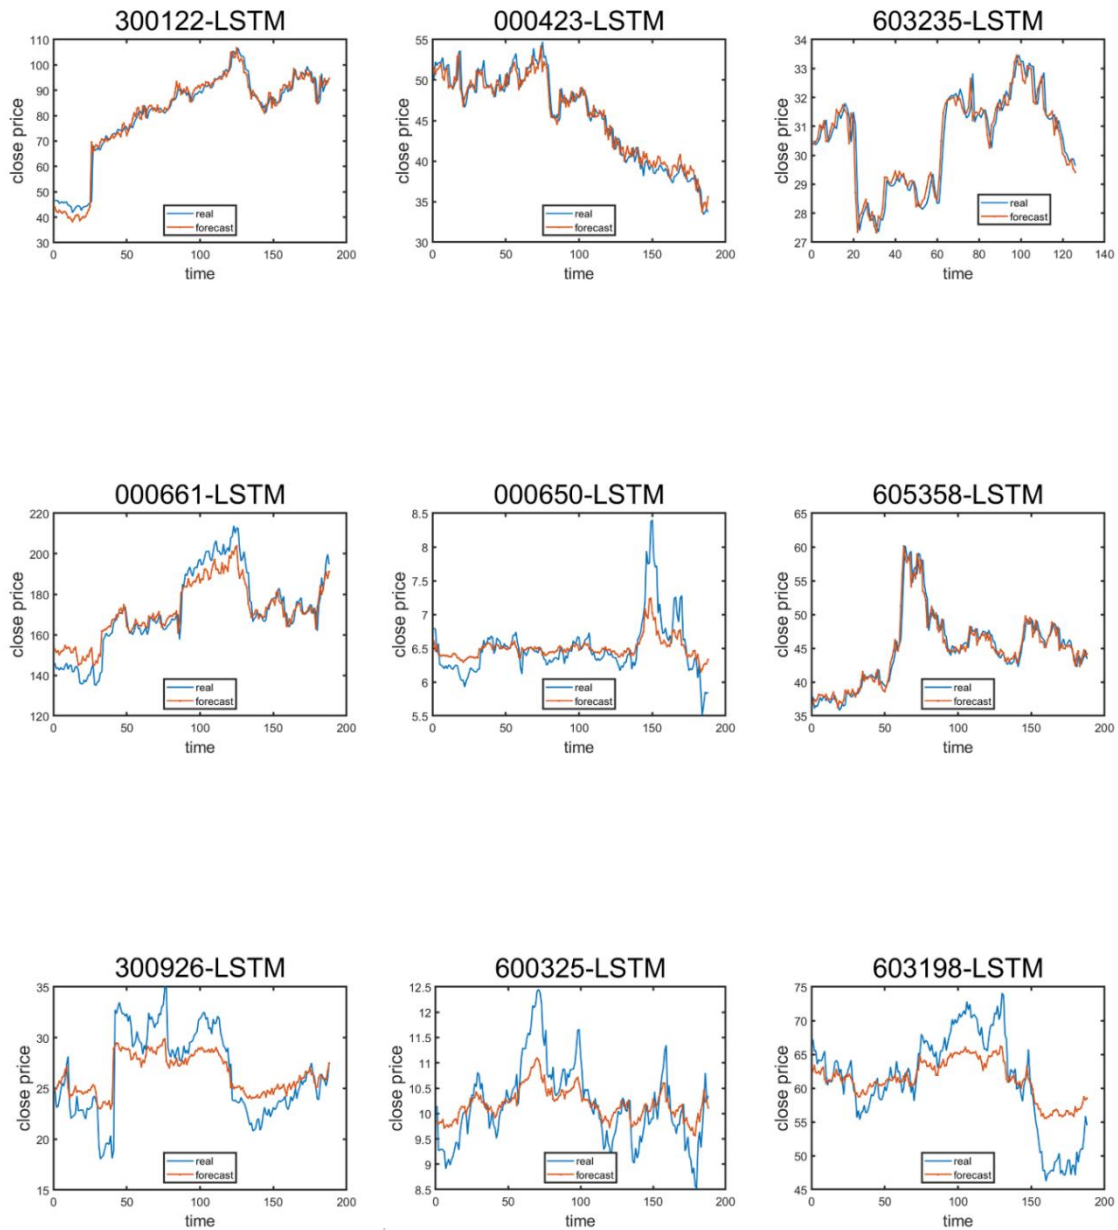 300122-LSTM
110
100
90
80
70
60
50
40
30
close price
real
forecast
0
50
100
150
200
time
000423-LSTM
55
50
45
40
35
30
close price
real
forecast
0
50
100
150
200
time
603235-LSTM
34
33
32
31
30
29
28
27
close price
real
forecast
0
20
40
60
80
100
120
140
time
000661-LSTM
220
200
180
160
140
120
close price
real
forecast
0
50
100
150
200
time
000650-LSTM
8.5
8
7.5
7
6.5
6
5.5
close price
real
forecast
0
50
100
150
200
time
605358-LSTM
65
60
55
50
45
40
35
close price
real
forecast
0
50
100
150
200
time
300926-LSTM
35
30
25
20
15
close price
real
forecast
0
50
100
150
200
time
600325-LSTM
12.5
12
11.5
11
10.5
10
9.5
9
8.5
close price
real
forecast
0
50
100
150
200
time
603198-LSTM
75
70
65
60
55
50
45
close price
real
forecast
0
50
100
150
200
time